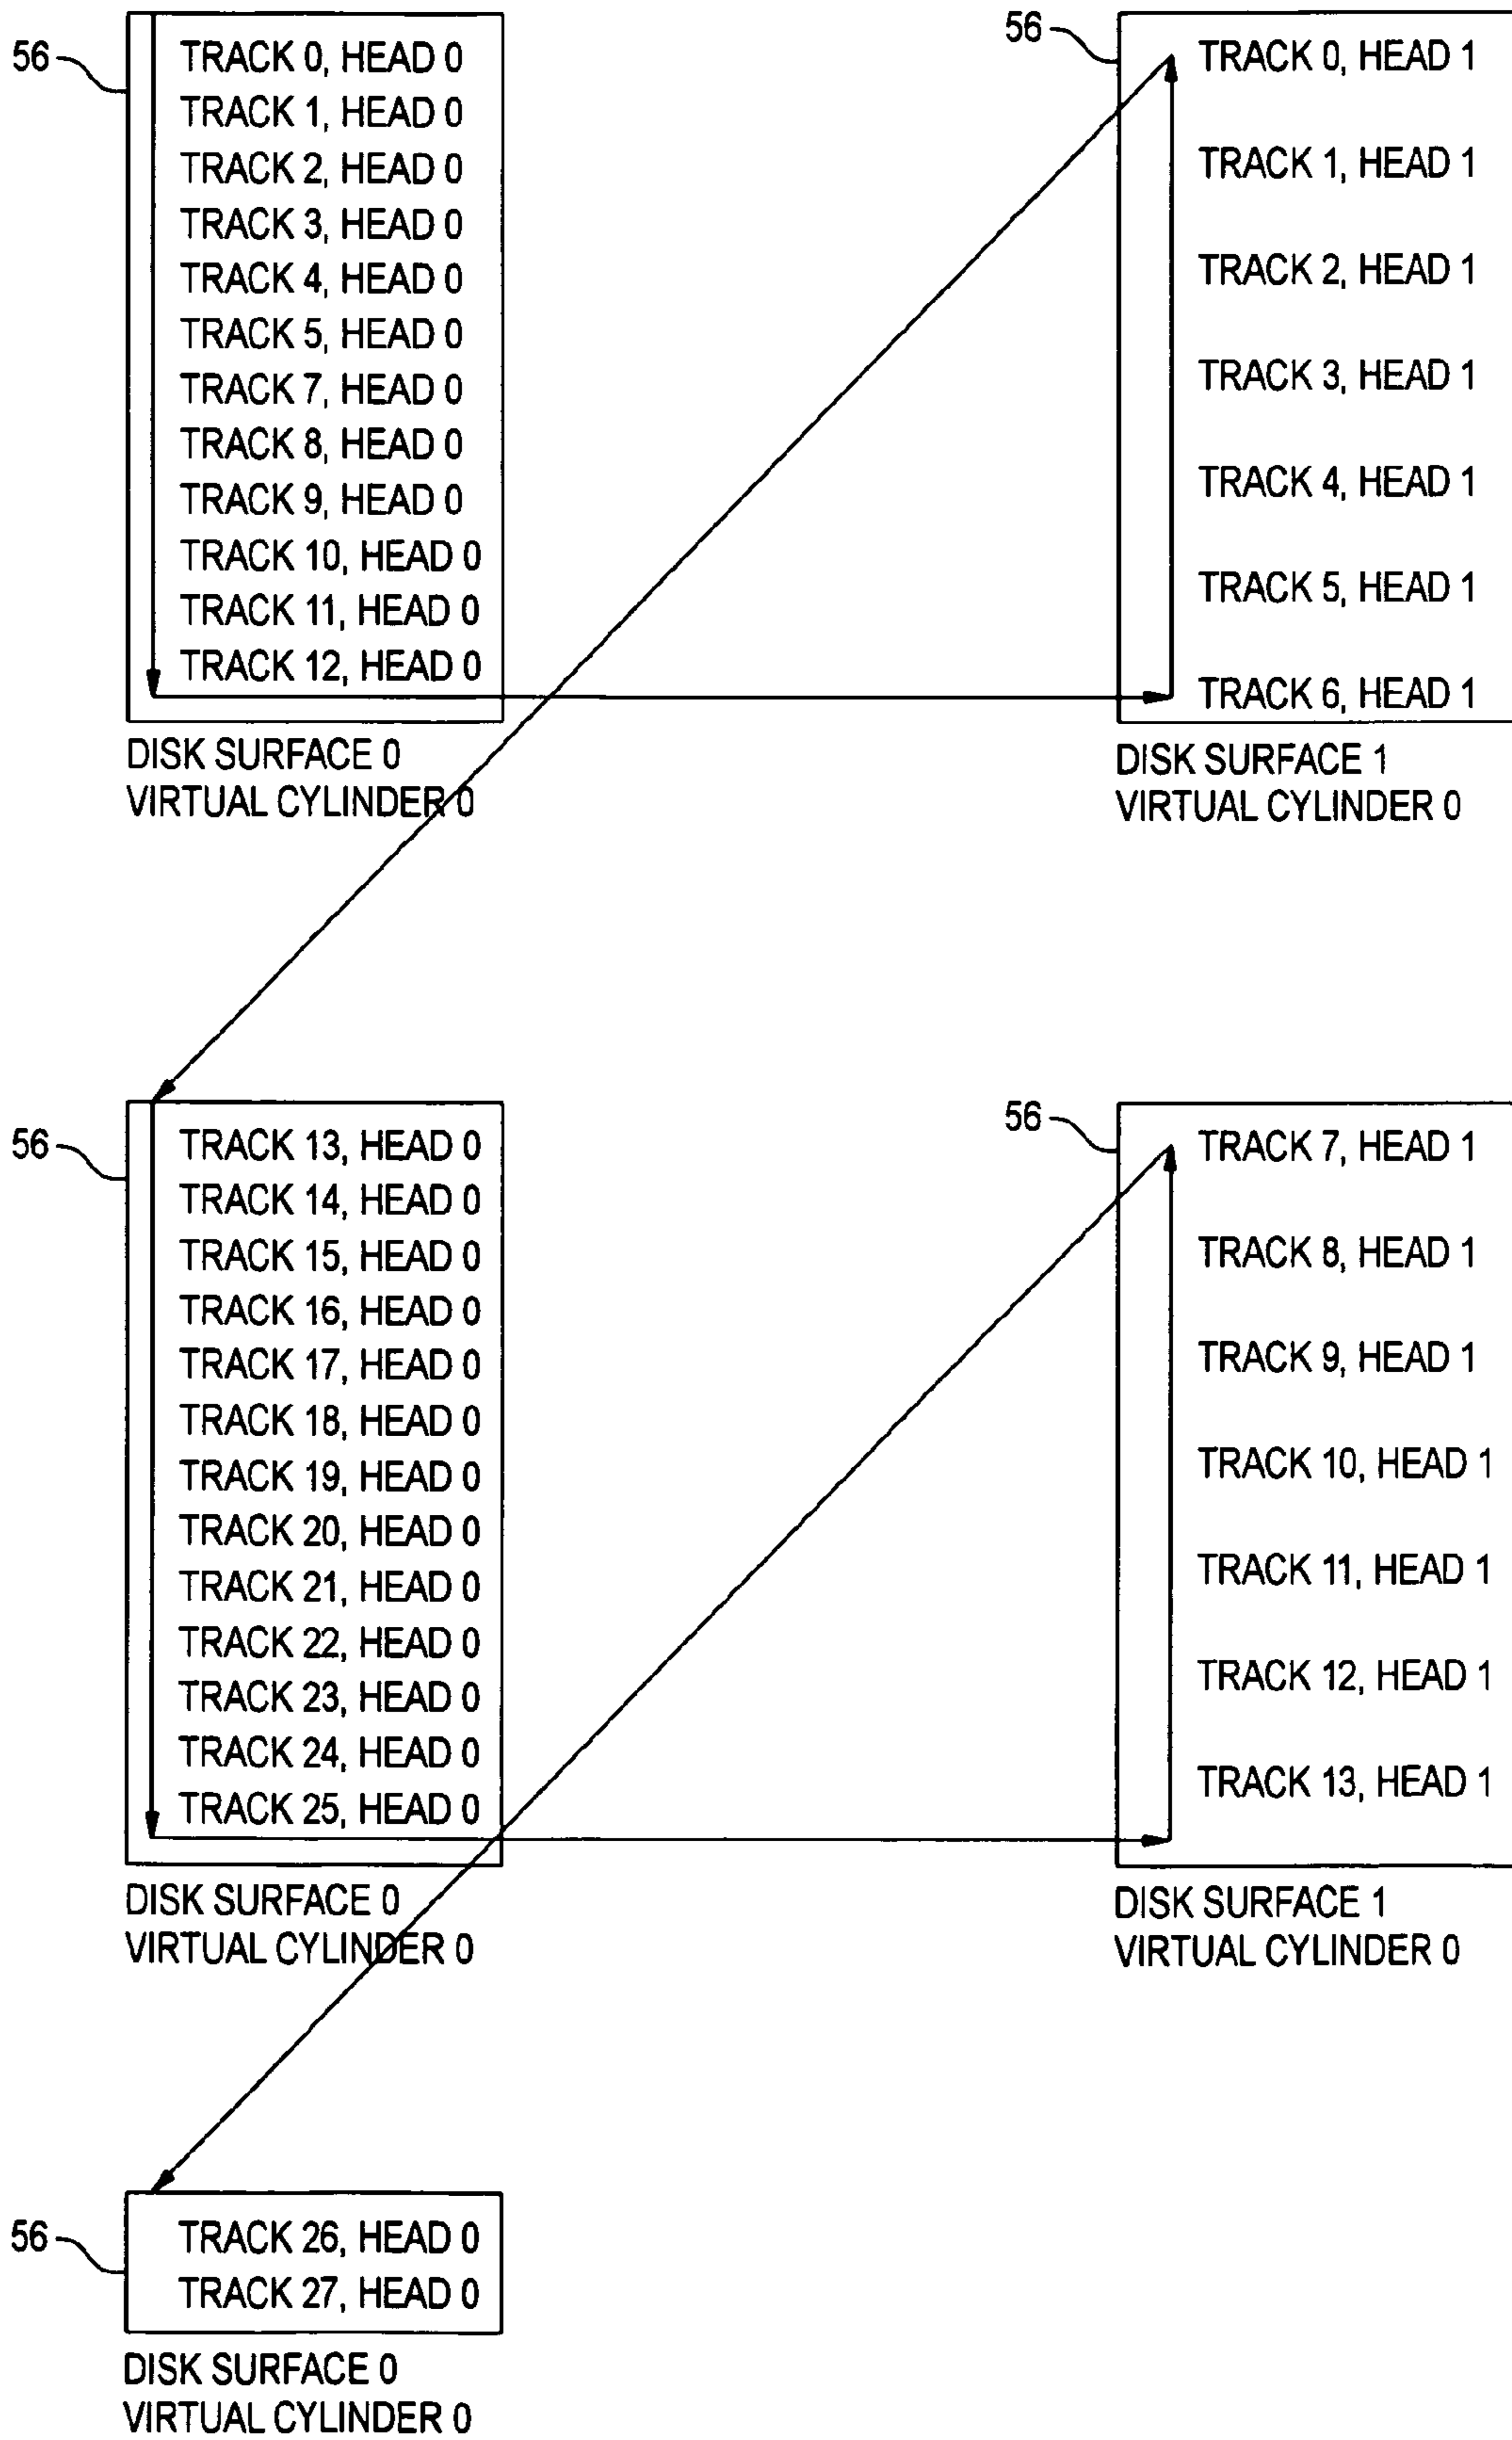 56
TRACK 0, HEAD 0
TRACK 1, HEAD 0
TRACK 2, HEAD 0
TRACK 3, HEAD 0
TRACK 4, HEAD 0
TRACK 5, HEAD 0
TRACK 7, HEAD 0
TRACK 8, HEAD 0
TRACK 9, HEAD 0
TRACK 10, HEAD 0
TRACK 11, HEAD 0
TRACK 12, HEAD 0
DISK SURFACE 0
VIRTUAL CYLINDER 0
56
TRACK 0, HEAD 1
TRACK 1, HEAD 1
TRACK 2, HEAD 1
TRACK 3, HEAD 1
TRACK 4, HEAD 1
TRACK 5, HEAD 1
TRACK 6, HEAD 1
DISK SURFACE 1
VIRTUAL CYLINDER 0
56
TRACK 13, HEAD 0
TRACK 14, HEAD 0
TRACK 15, HEAD 0
TRACK 16, HEAD 0
TRACK 17, HEAD 0
TRACK 18, HEAD 0
TRACK 19, HEAD 0
TRACK 20, HEAD 0
TRACK 21, HEAD 0
TRACK 22, HEAD 0
TRACK 23, HEAD 0
TRACK 24, HEAD 0
TRACK 25, HEAD 0
DISK SURFACE 0
VIRTUAL CYLINDER 0
56
TRACK 7, HEAD 1
TRACK 8, HEAD 1
TRACK 9, HEAD 1
TRACK 10, HEAD 1
TRACK 11, HEAD 1
TRACK 12, HEAD 1
TRACK 13, HEAD 1
DISK SURFACE 1
VIRTUAL CYLINDER 0
56
TRACK 26, HEAD 0
TRACK 27, HEAD 0
DISK SURFACE 0
VIRTUAL CYLINDER 0